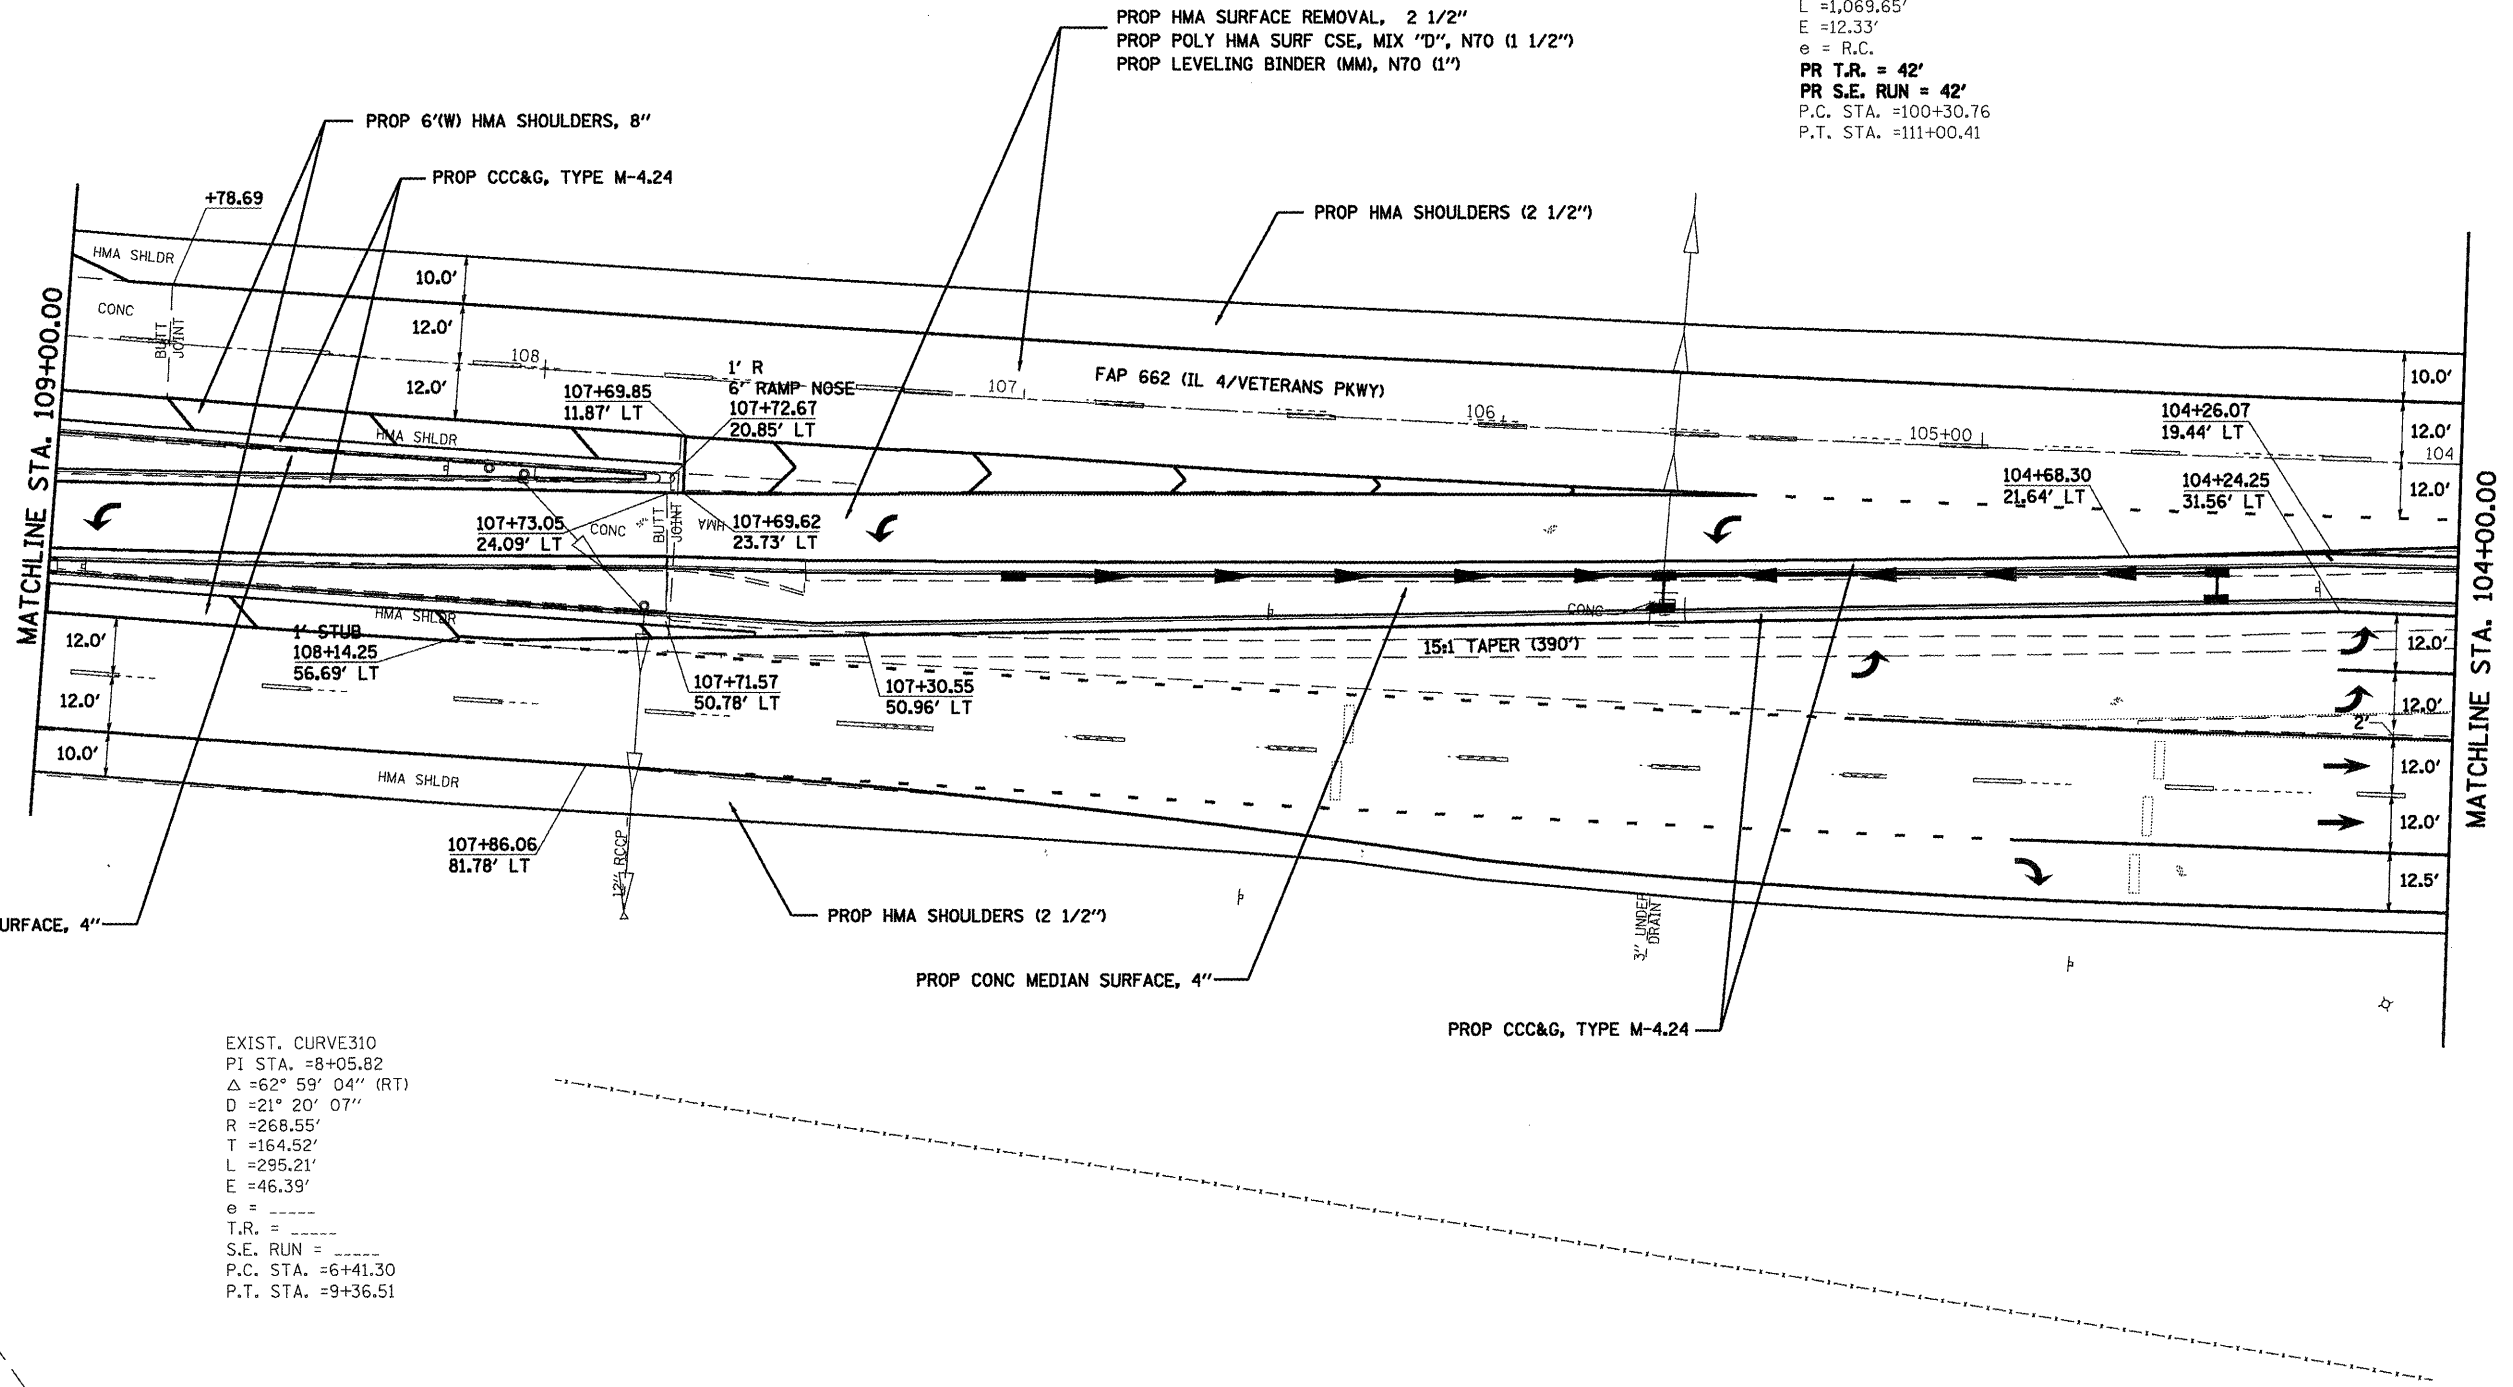 PROP HMA SURFACE REMOVAL, 2 1/2"
PROP POLY HMA SURF CSE, MIX "D", N70 (1 1/2")
PROP LEVELING BINDER (MM), N70 (1")
L =1,069.65'
E =12.33'
e = R.C.
PR T.R. = 42'
PR S.E. RUN = 42'
P.C. STA. =100+30.76
P.T. STA. =111+00.41
PROP 6'(W) HMA SHOULDERS, 8"
PROP CCC&G, TYPE M-4.24
+78.69
PROP HMA SHOULDERS (2 1/2")
MATCHLINE STA. 109+00.00
HMA SHLDR
CONC
BUTT
JOINT
10.0'
12.0'
12.0'
108
1' R
6' RAMP NOSE
107+72.67
20.85' LT
107+69.85
11.87' LT
107
FAP 662 (IL 4/VETERANS PKWY)
106
105+00
104
104+26.07
19.44' LT
10.0'
12.0'
12.0'
HMA SHLDR
104+68.30
21.64' LT
104+24.25
31.56' LT
MATCHLINE STA. 104+00.00
107+73.05
24.09' LT
CONC
BUTT
JOINT
HMA
107+69.62
23.73' LT
CONC
HMA SHLDR
1' STUB
108+14.25
56.69' LT
15:1 TAPER (390')
107+71.57
50.78' LT
107+30.55
50.96' LT
12.0'
12.0'
10.0'
12.0'
12.0'
2'
12.0'
12.0'
12.5'
HMA SHLDR
107+86.06
81.78' LT
12" RCCP
3" UNDER
DRAIN
URFACE, 4"
PROP HMA SHOULDERS (2 1/2")
PROP CONC MEDIAN SURFACE, 4"
PROP CCC&G, TYPE M-4.24
EXIST. CURVE310
PI STA. =8+05.82
Δ =62° 59' 04" (RT)
D =21° 20' 07"
R =268.55'
T =164.52'
L =295.21'
E =46.39'
e = _____
T.R. = _____
S.E. RUN = _____
P.C. STA. =6+41.30
P.T. STA. =9+36.51